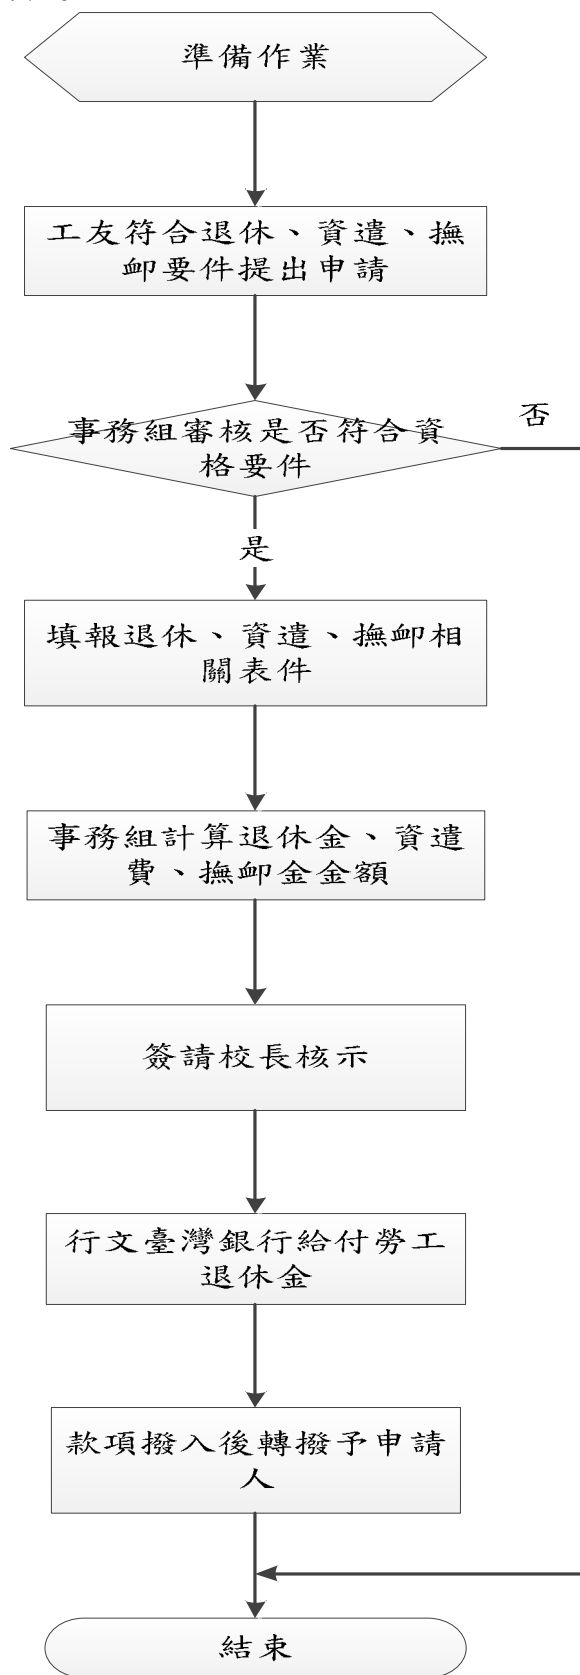 準備作業
工友符合退休、資遣、撫
卹要件提出申請
事務組審核是否符合資
格要件
否
是
填報退休、資遣、撫卹相
關表件
事務組計算退休金、資遣
費、撫卹金金額
簽請校長核示
行文臺灣銀行給付勞工
退休金
款項撥入後轉撥予申請
人
結束